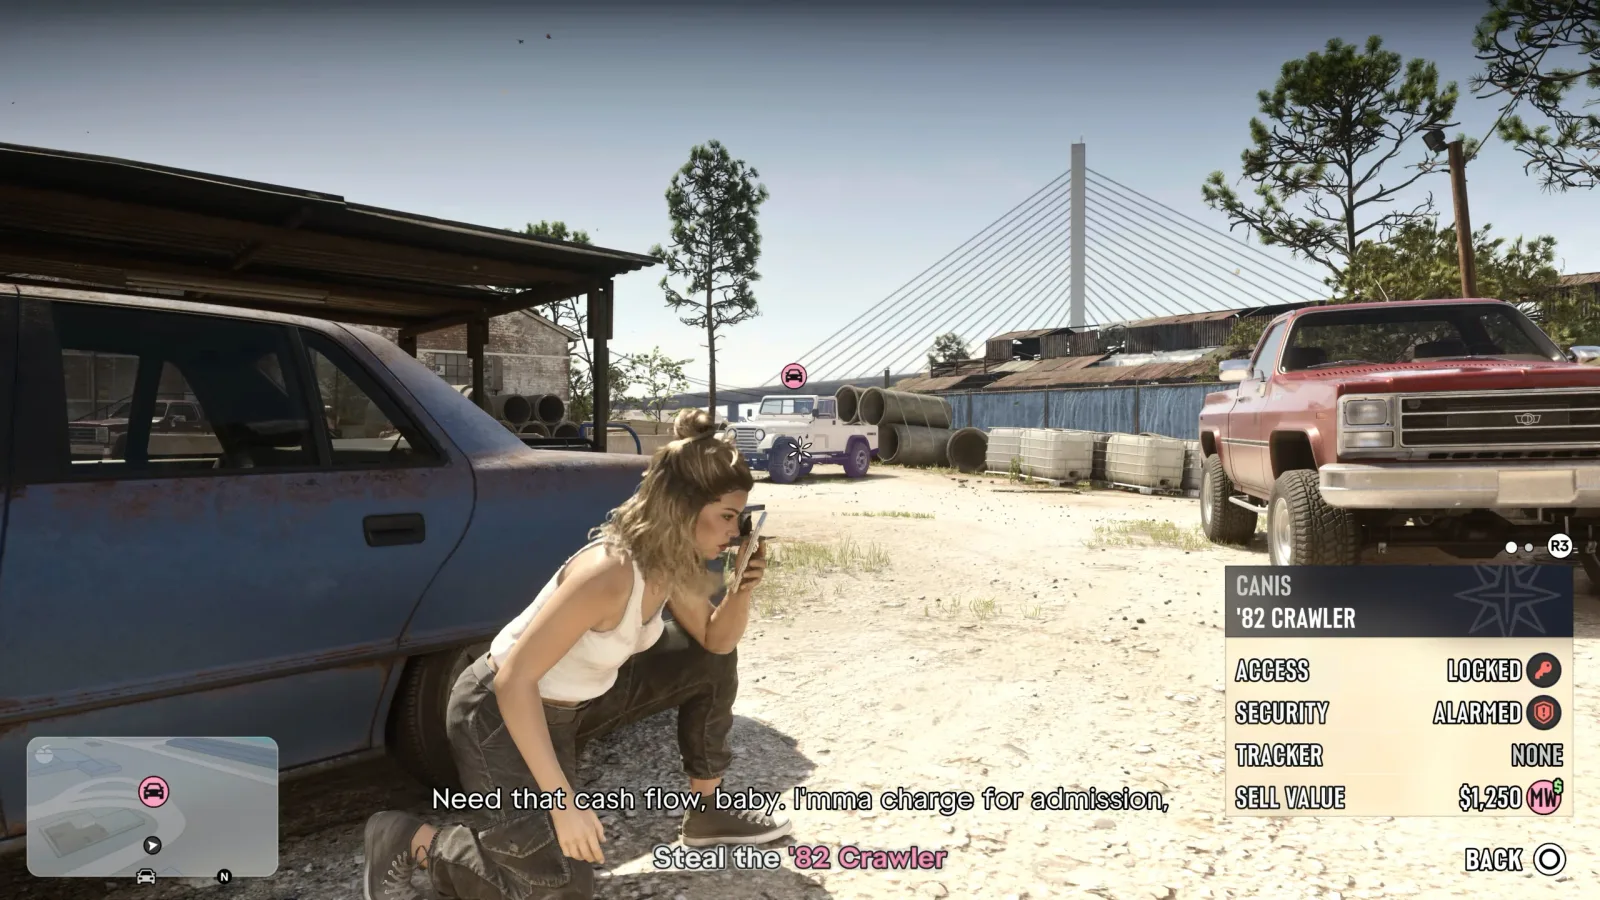 R3
CANIS
'82 CRAWLER
ACCESS LOCKED
SECURITY ALARMED
TRACKER NONE
SELL VALUE $1,250 MW$
Need that cash flow, baby. I'mma charge for admission,
Steal the '82 Crawler
N
BACK